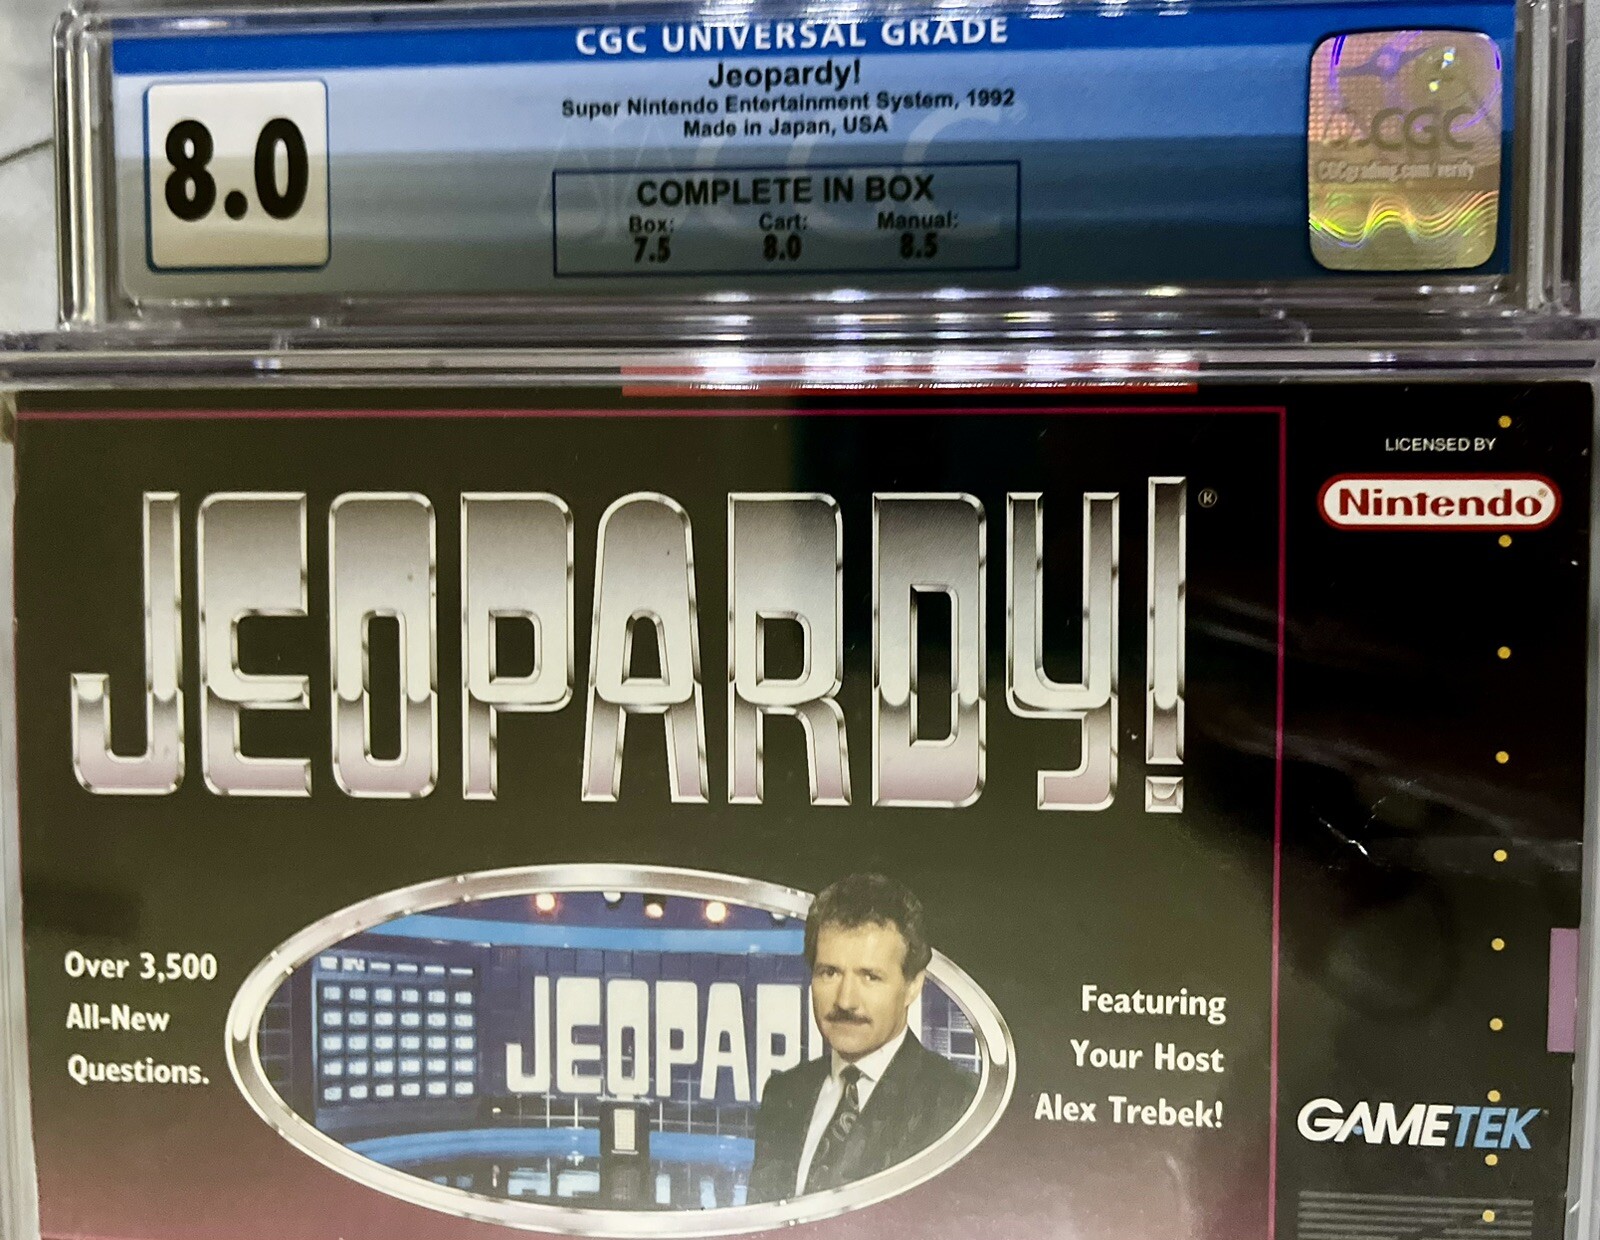 CGC UNIVERSAL GRADE
Jeopardy!
Super Nintendo Entertainment System, 1992
Made in Japan, USA
8.0
COMPLETE IN BOX
Box: Cart: Manual:
7.5 8.0 8.5
CGC
CGCgrading.com/verify
LICENSED BY
Nintendo®
JEOPARDY!®
JEOPAR
Over 3,500
All-New
Questions.
Featuring
Your Host
Alex Trebek!
GAMETEK